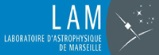 LAM
LABORATOIRE D'ASTROPHYSIQUE
DE MARSEILLE